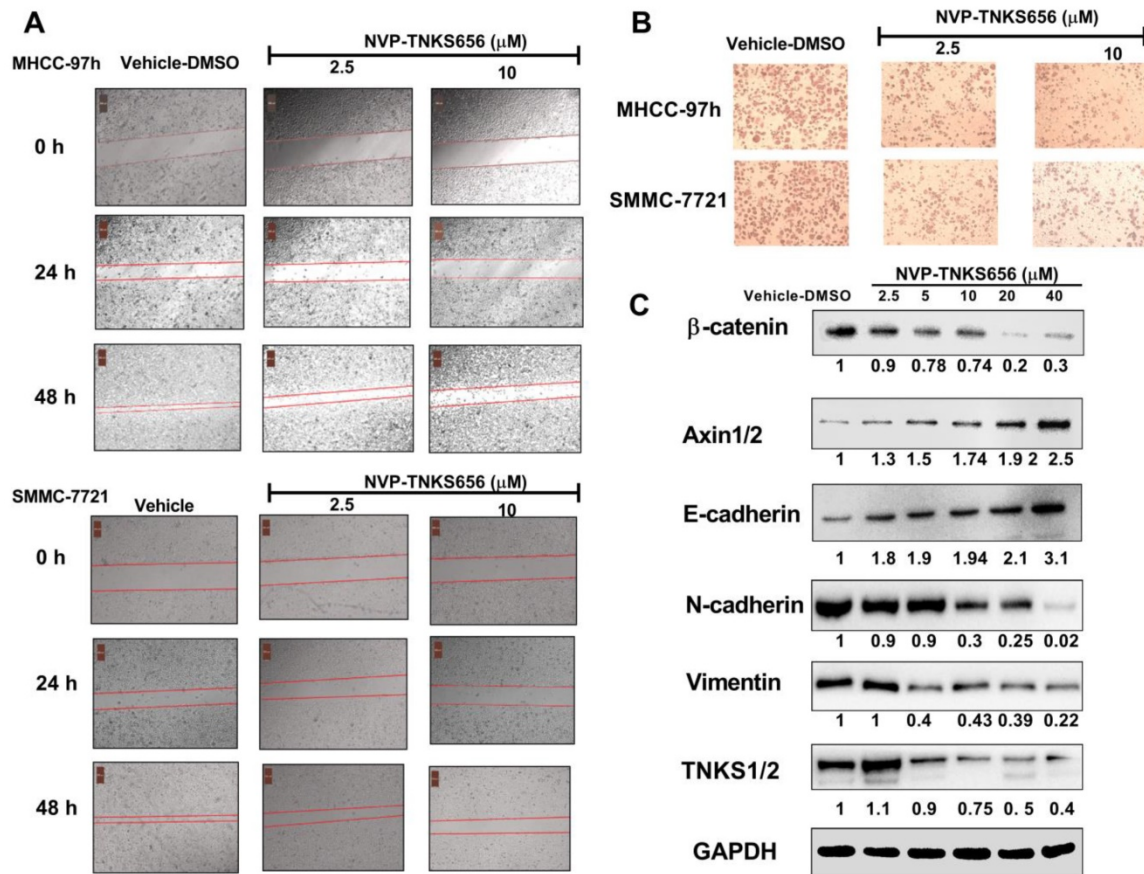 A
NVP-TNKS656 (μM)
MHCC-97h Vehicle-DMSO 2.5 10
0 h
24 h
48 h
SMMC-7721 NVP-TNKS656 (μM)
Vehicle 2.5 10
0 h
24 h
48 h
B
NVP-TNKS656 (μM)
Vehicle-DMSO 2.5 10
MHCC-97h
SMMC-7721
C
NVP-TNKS656 (μM)
Vehicle-DMSO 2.5 5 10 20 40
β-catenin
1 0.9 0.78 0.74 0.2 0.3
Axin1/2
1 1.3 1.5 1.74 1.9 2 2.5
E-cadherin
1 1.8 1.9 1.94 2.1 3.1
N-cadherin
1 0.9 0.9 0.3 0.25 0.02
Vimentin
1 1 0.4 0.43 0.39 0.22
TNKS1/2
1 1.1 0.9 0.75 0. 5 0.4
GAPDH